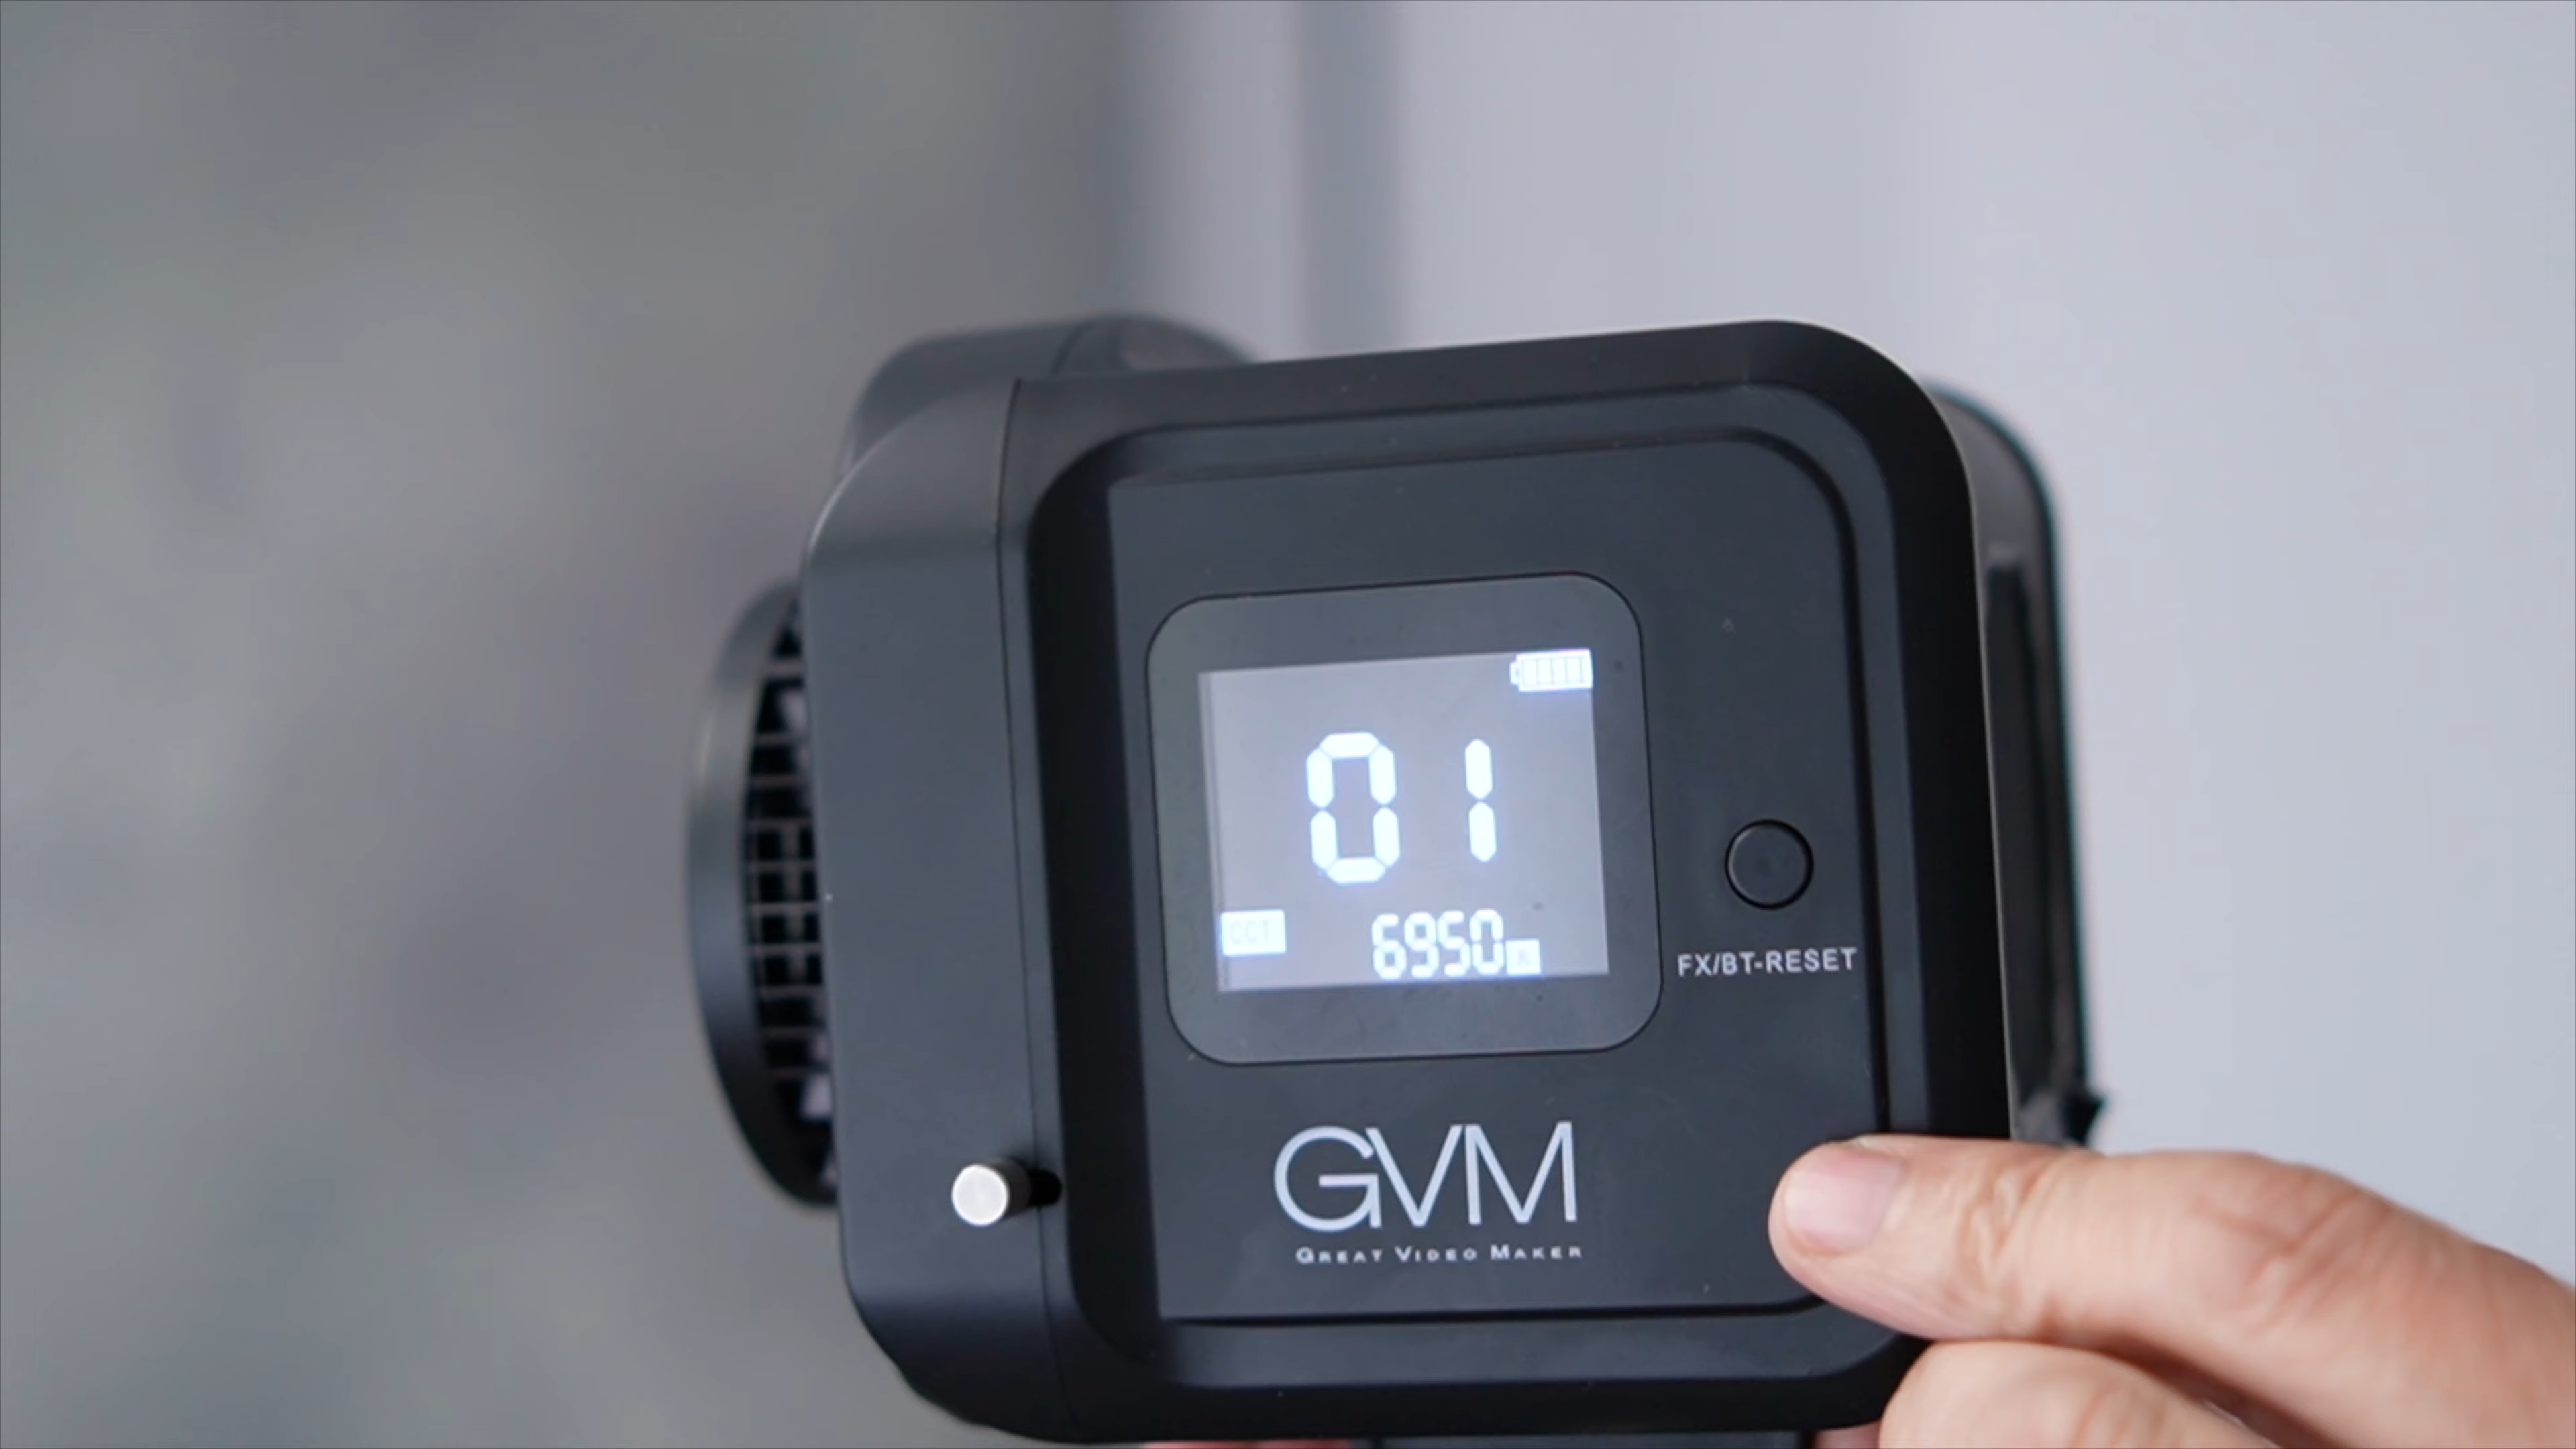 01
CCT
6950K
FX/BT-RESET
GVM
GREAT VIDEO MAKER